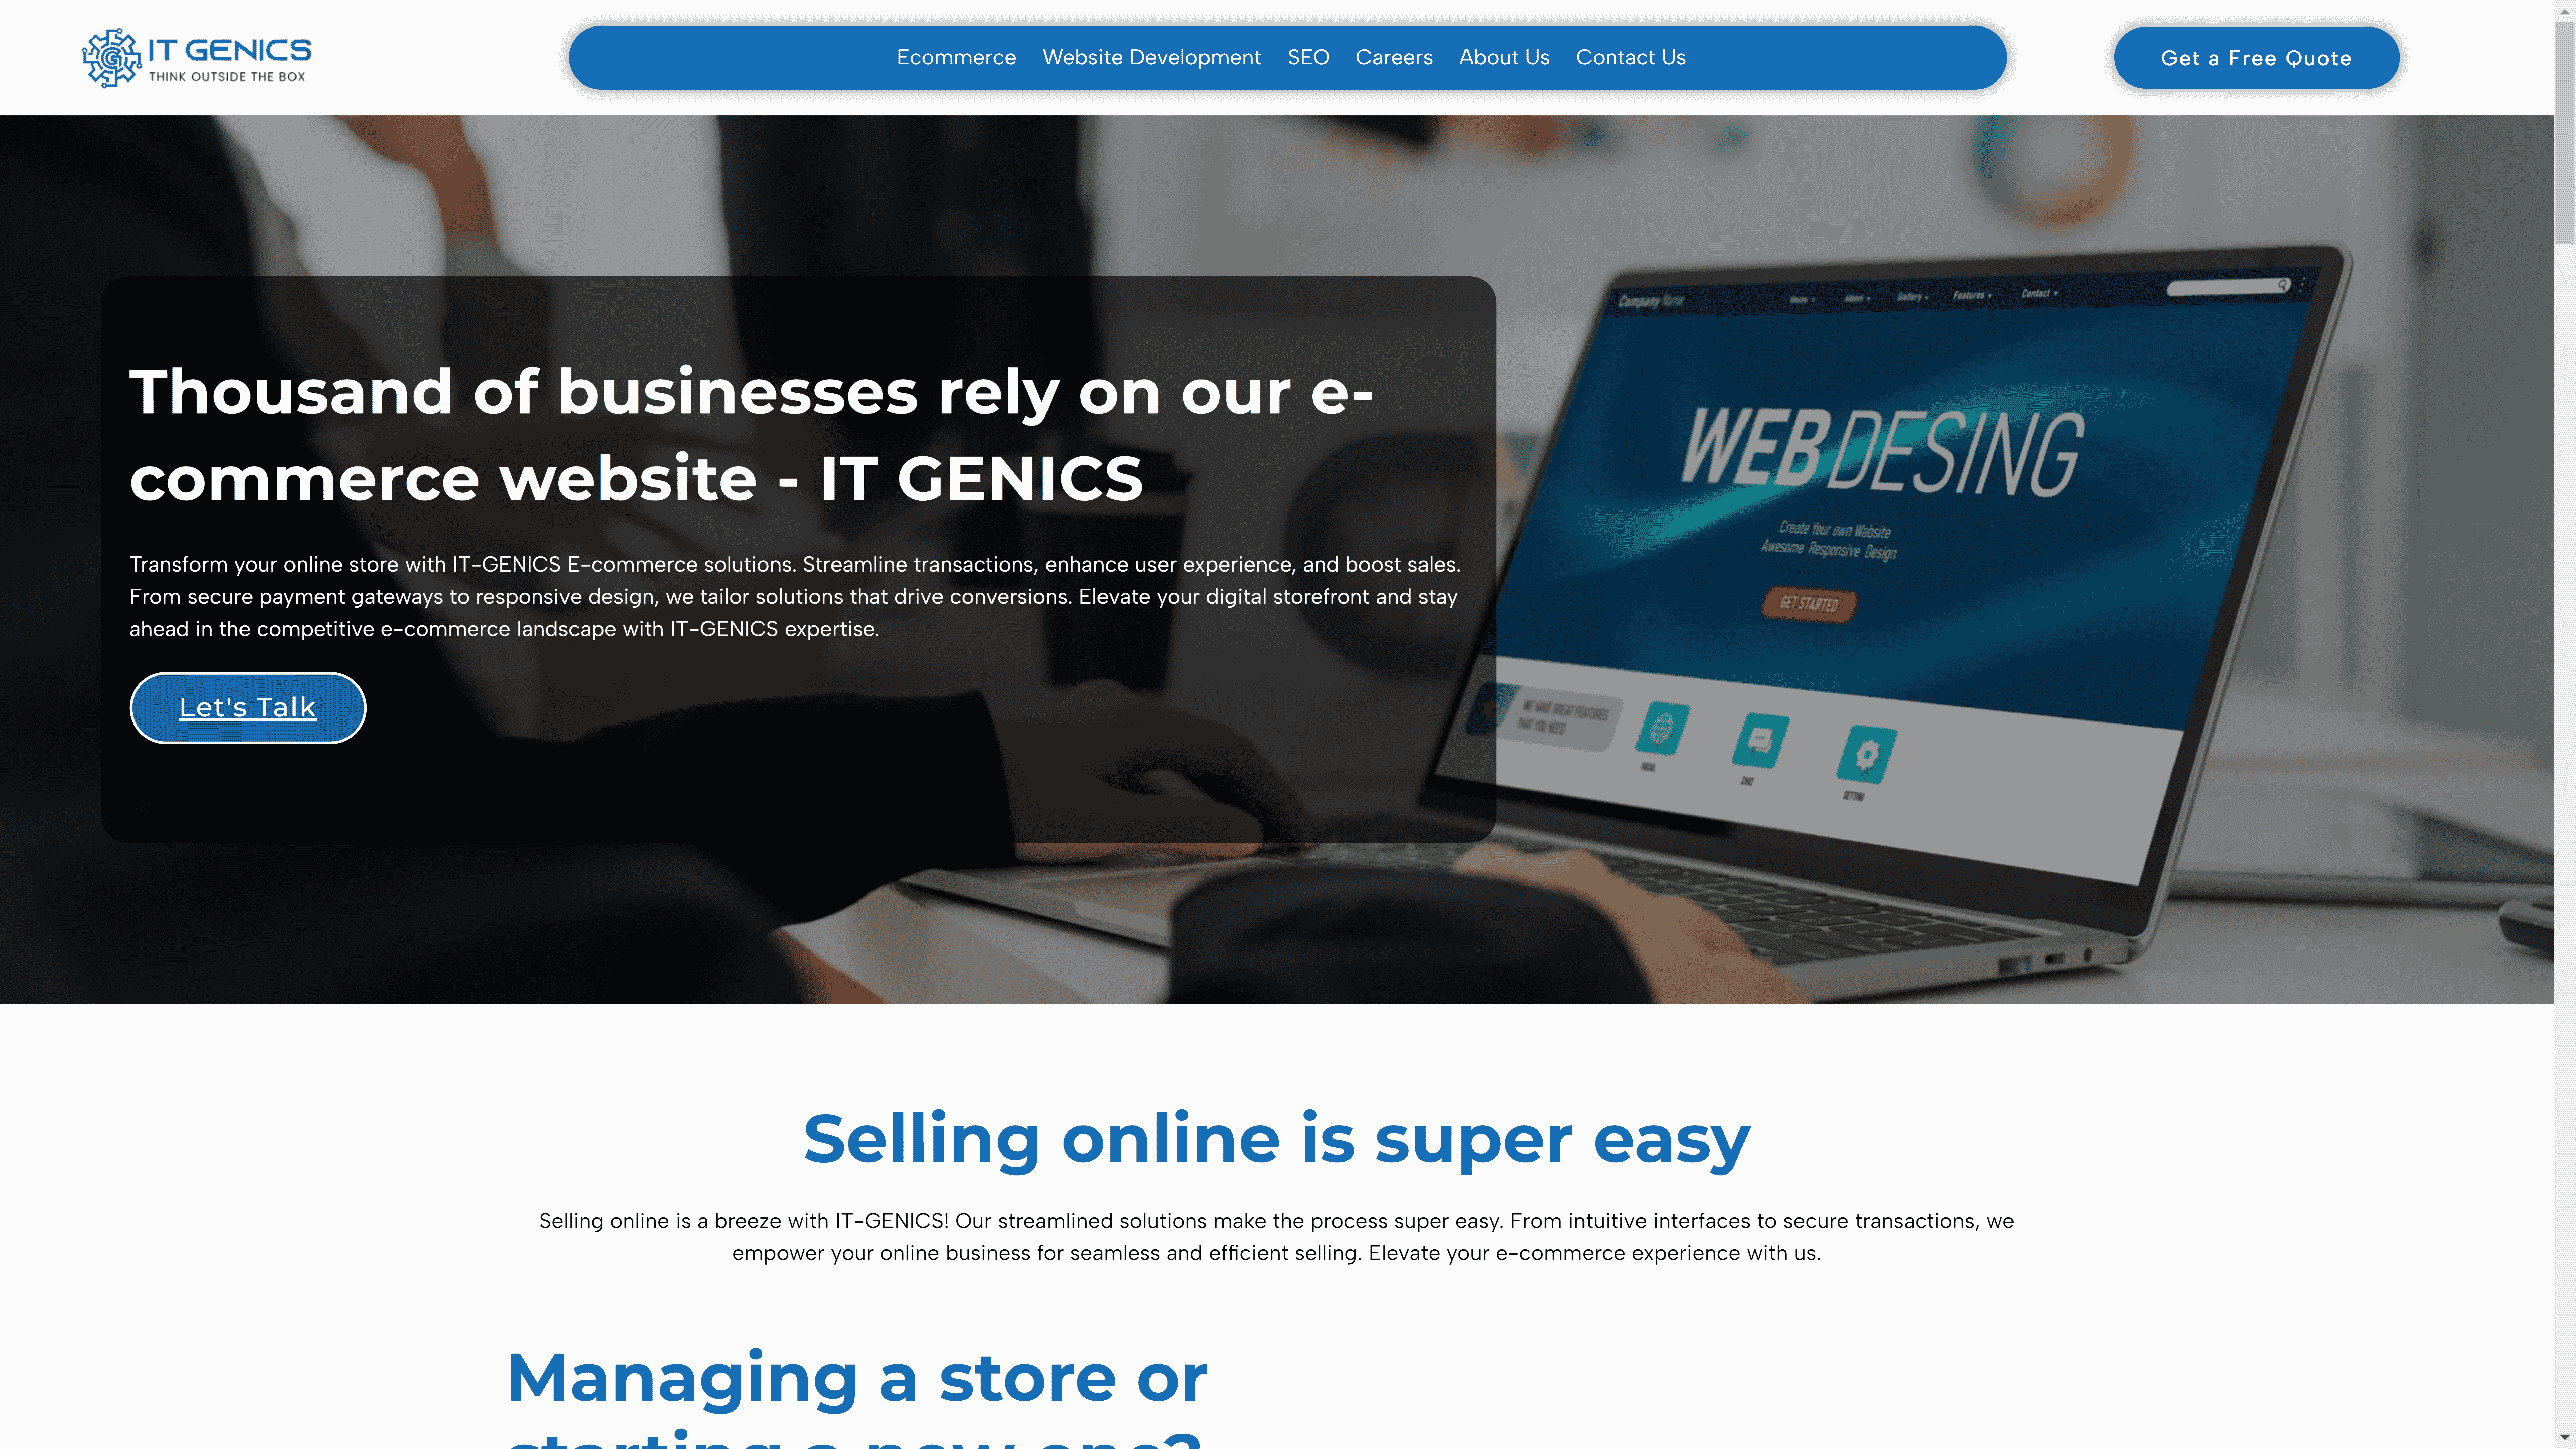 IT GENICS
THINK OUTSIDE THE BOX
Ecommerce Website Development SEO Careers About Us Contact Us
Get a Free Quote
Company Name Home About Gallery Features Contact
Thousand of businesses rely on our e-
commerce website - IT GENICS
WEB DESING
Create Your own Website
Awesome Responsive Design
GET STARTED
Transform your online store with IT-GENICS E-commerce solutions. Streamline transactions, enhance user experience, and boost sales.
From secure payment gateways to responsive design, we tailor solutions that drive conversions. Elevate your digital storefront and stay
ahead in the competitive e-commerce landscape with IT-GENICS expertise.
Let's Talk
WE HAVE GREAT FEATURES
THAT YOU NEED
SOCIAL
CHAT
SETTING
Selling online is super easy
Selling online is a breeze with IT-GENICS! Our streamlined solutions make the process super easy. From intuitive interfaces to secure transactions, we
empower your online business for seamless and efficient selling. Elevate your e-commerce experience with us.
Managing a store or
starting a new one?